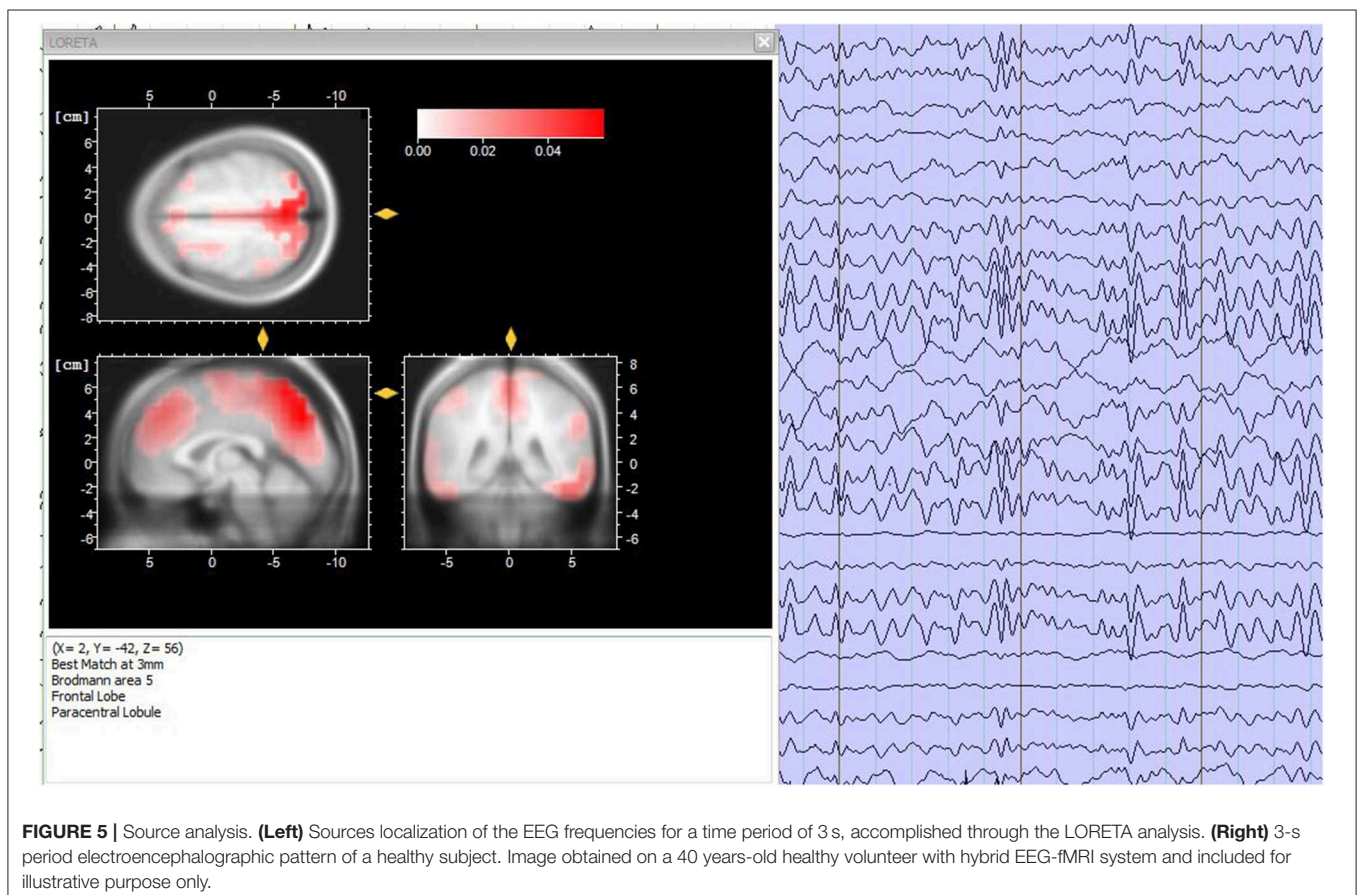 LORETA
5 0 -5 -10
[cm]
6
4
2
0
-2
-4
-6
-8
0.00 0.02 0.04
[cm]
6
4
2
0
-2
-4
-6
5 0 -5 -10
8
6
4
2
0
-2
-4
-6
-5 0 5
(X= 2, Y= -42, Z= 56)
Best Match at 3mm
Brodmann area 5
Frontal Lobe
Paracentral Lobule
FIGURE 5 | Source analysis. (Left) Sources localization of the EEG frequencies for a time period of 3 s, accomplished through the LORETA analysis. (Right) 3-s
period electroencephalographic pattern of a healthy subject. Image obtained on a 40 years-old healthy volunteer with hybrid EEG-fMRI system and included for
illustrative purpose only.